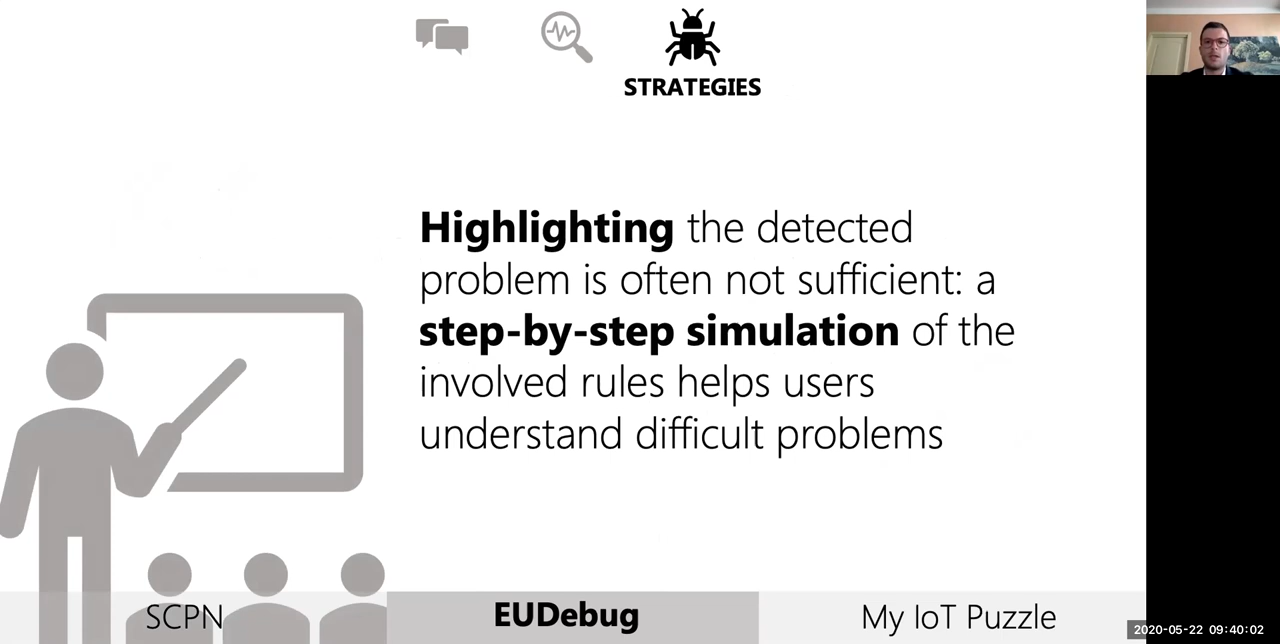 STRATEGIES
Highlighting the detected
problem is often not sufficient: a
step-by-step simulation of the
involved rules helps users
understand difficult problems
SCPN
EUDebug
My IoT Puzzle
2020-05-22 09:40:02